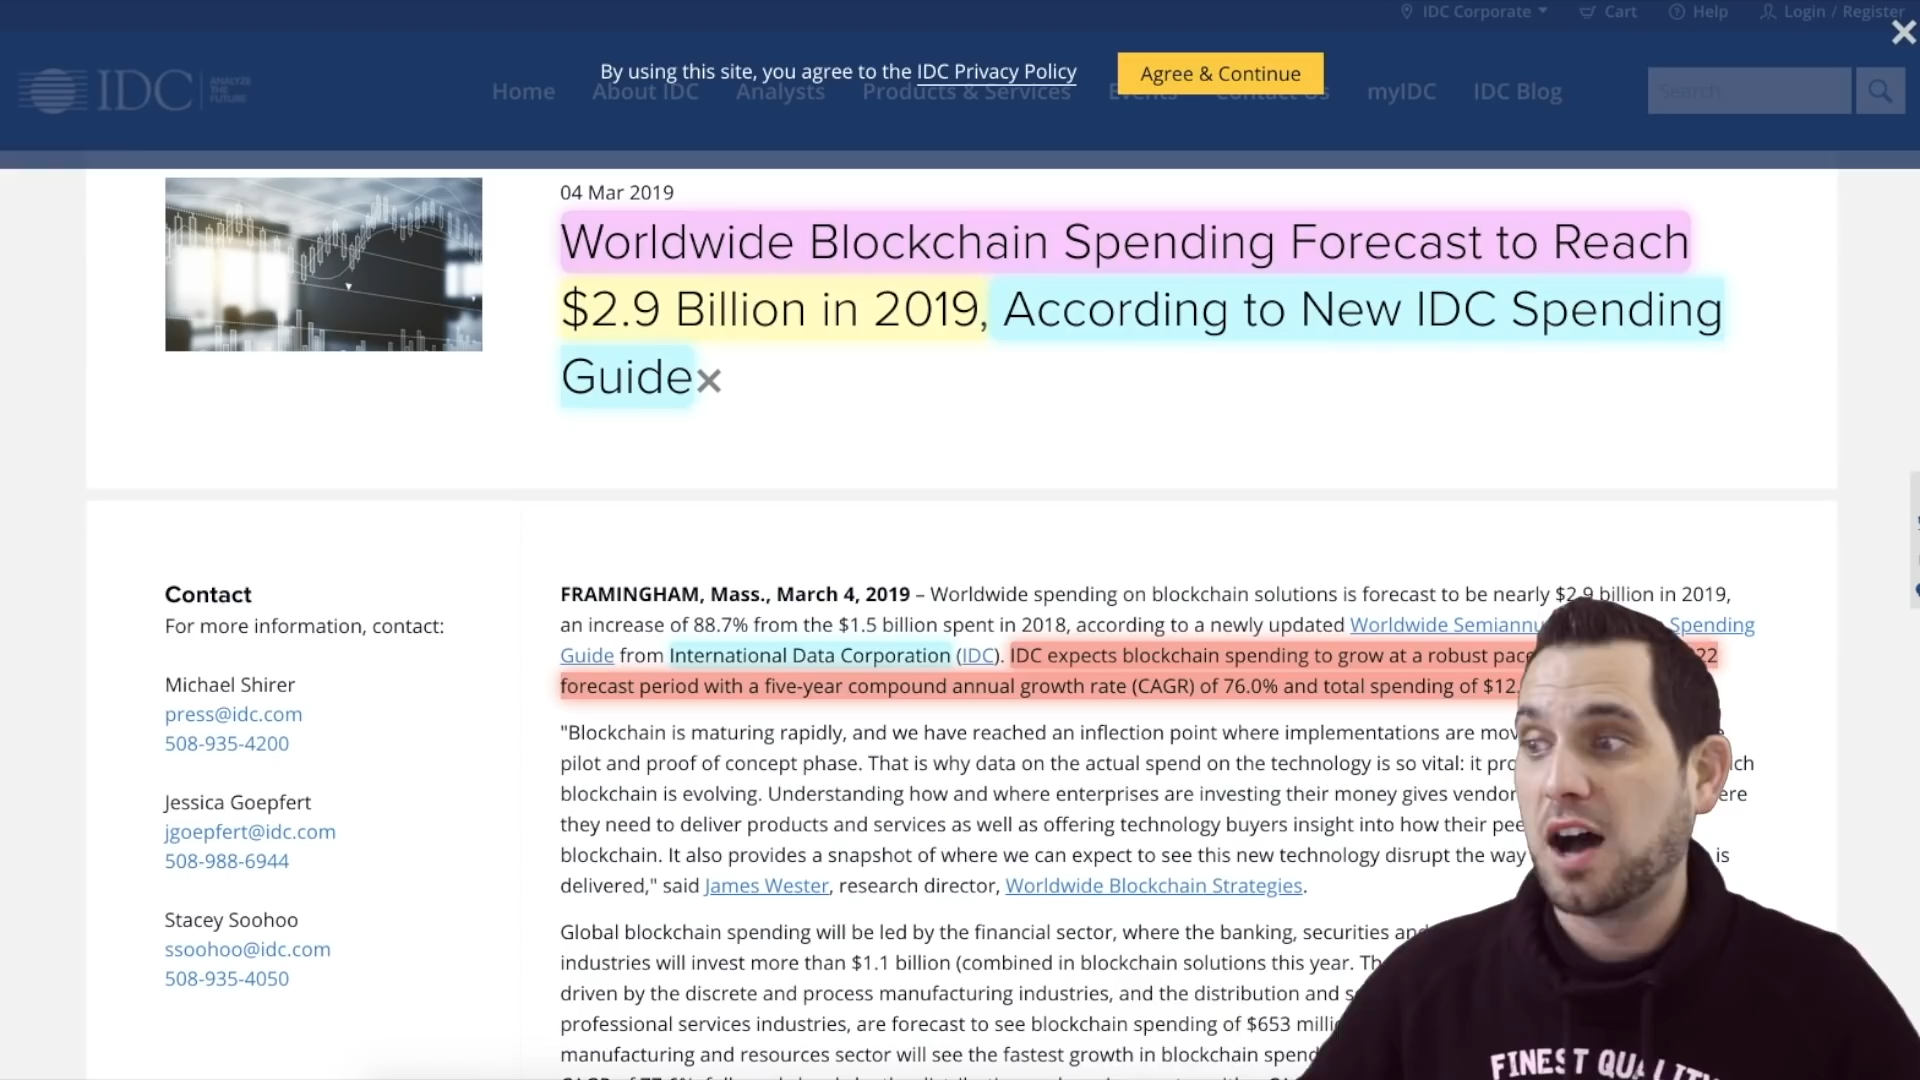 IDC Corporate
Cart
Help
Login / Register
By using this site, you agree to the IDC Privacy Policy
Agree & Continue
IDC
ANALYZE
THE
FUTURE
Home
About IDC
Analysts
Products & Services
Events
Contact Us
myIDC
IDC Blog
Search
04 Mar 2019
Worldwide Blockchain Spending Forecast to Reach
$2.9 Billion in 2019, According to New IDC Spending
Guide
Contact
For more information, contact:
Michael Shirer
press@idc.com
508-935-4200
Jessica Goepfert
jgoepfert@idc.com
508-988-6944
Stacey Soohoo
ssoohoo@idc.com
508-935-4050
FRAMINGHAM, Mass., March 4, 2019 – Worldwide spending on blockchain solutions is forecast to be nearly $2.9 billion in 2019,
an increase of 88.7% from the $1.5 billion spent in 2018, according to a newly updated Worldwide Spending
Guide from International Data Corporation (IDC). IDC expects blockchain spending to grow at a robust
forecast period with a five-year compound annual growth rate (CAGR) of 76.0% and total spending of
"Blockchain is maturing rapidly, and we have reached an inflection point where implementations are
pilot and proof of concept phase. That is why data on the actual spend on the technology is so vital: it
blockchain is evolving. Understanding how and where enterprises are investing their money gives
they need to deliver products and services as well as offering technology buyers insight into how their
blockchain. It also provides a snapshot of where we can expect to see this new technology disrupt the way is
delivered," said James Wester, research director, Worldwide Blockchain Strategies.
Global blockchain spending will be led by the financial sector, where the banking, securities
industries will invest more than $1.1 billion (combined in blockchain solutions this year.
driven by the discrete and process manufacturing industries, and the distribution and
professional services industries, are forecast to see blockchain spending of $653
manufacturing and resources sector will see the fastest growth in blockchain
FINEST